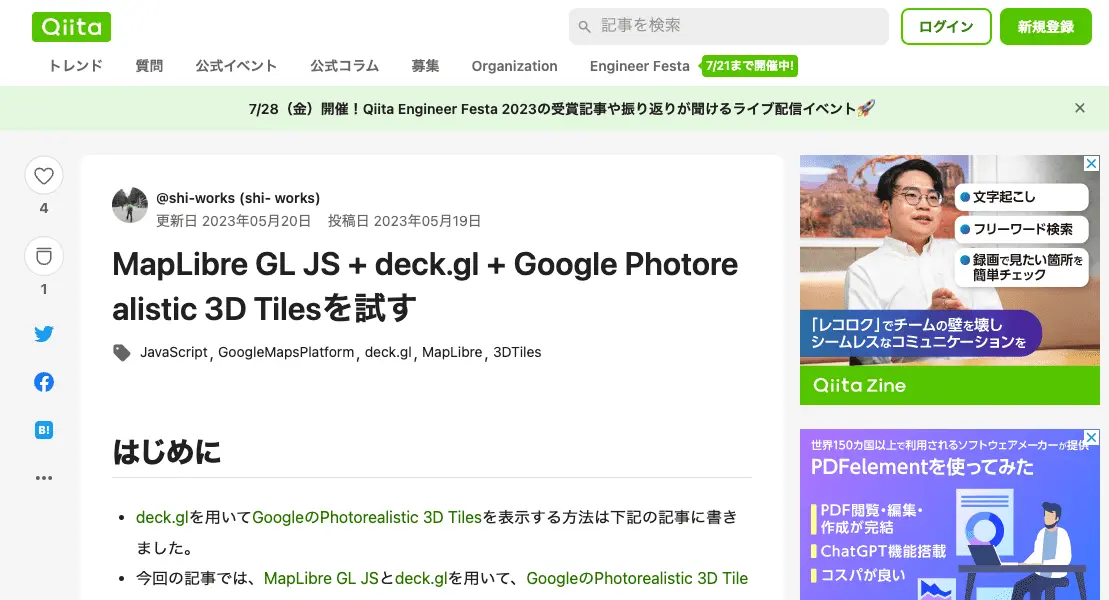 Qiita
記事を検索
ログイン
新規登録
トレンド
質問
公式イベント
公式コラム
募集
Organization
Engineer Festa
7/21まで開催中!
7/28（金）開催！Qiita Engineer Festa 2023の受賞記事や振り返りが聞けるライブ配信イベント🚀
4
1
B!
@shi-works (shi- works)
更新日 2023年05月20日 投稿日 2023年05月19日
MapLibre GL JS + deck.gl + Google Photore
alistic 3D Tilesを試す
JavaScript, GoogleMapsPlatform, deck.gl, MapLibre, 3DTiles
はじめに
• deck.glを用いてGoogleのPhotorealistic 3D Tilesを表示する方法は下記の記事に書き
ました。
• 今回の記事では、MapLibre GL JSとdeck.glを用いて、GoogleのPhotorealistic 3D Tile
文字起こし
フリーワード検索
録画で見たい箇所を
簡単チェック
「レコロク」でチームの壁を壊し
シームレスなコミュニケーションを
Qiita Zine
世界150カ国以上で利用されるソフトウェアメーカーが提供
PDFelementを使ってみた
PDF閲覧・編集・
作成が完結
ChatGPT機能搭載
コスパが良い